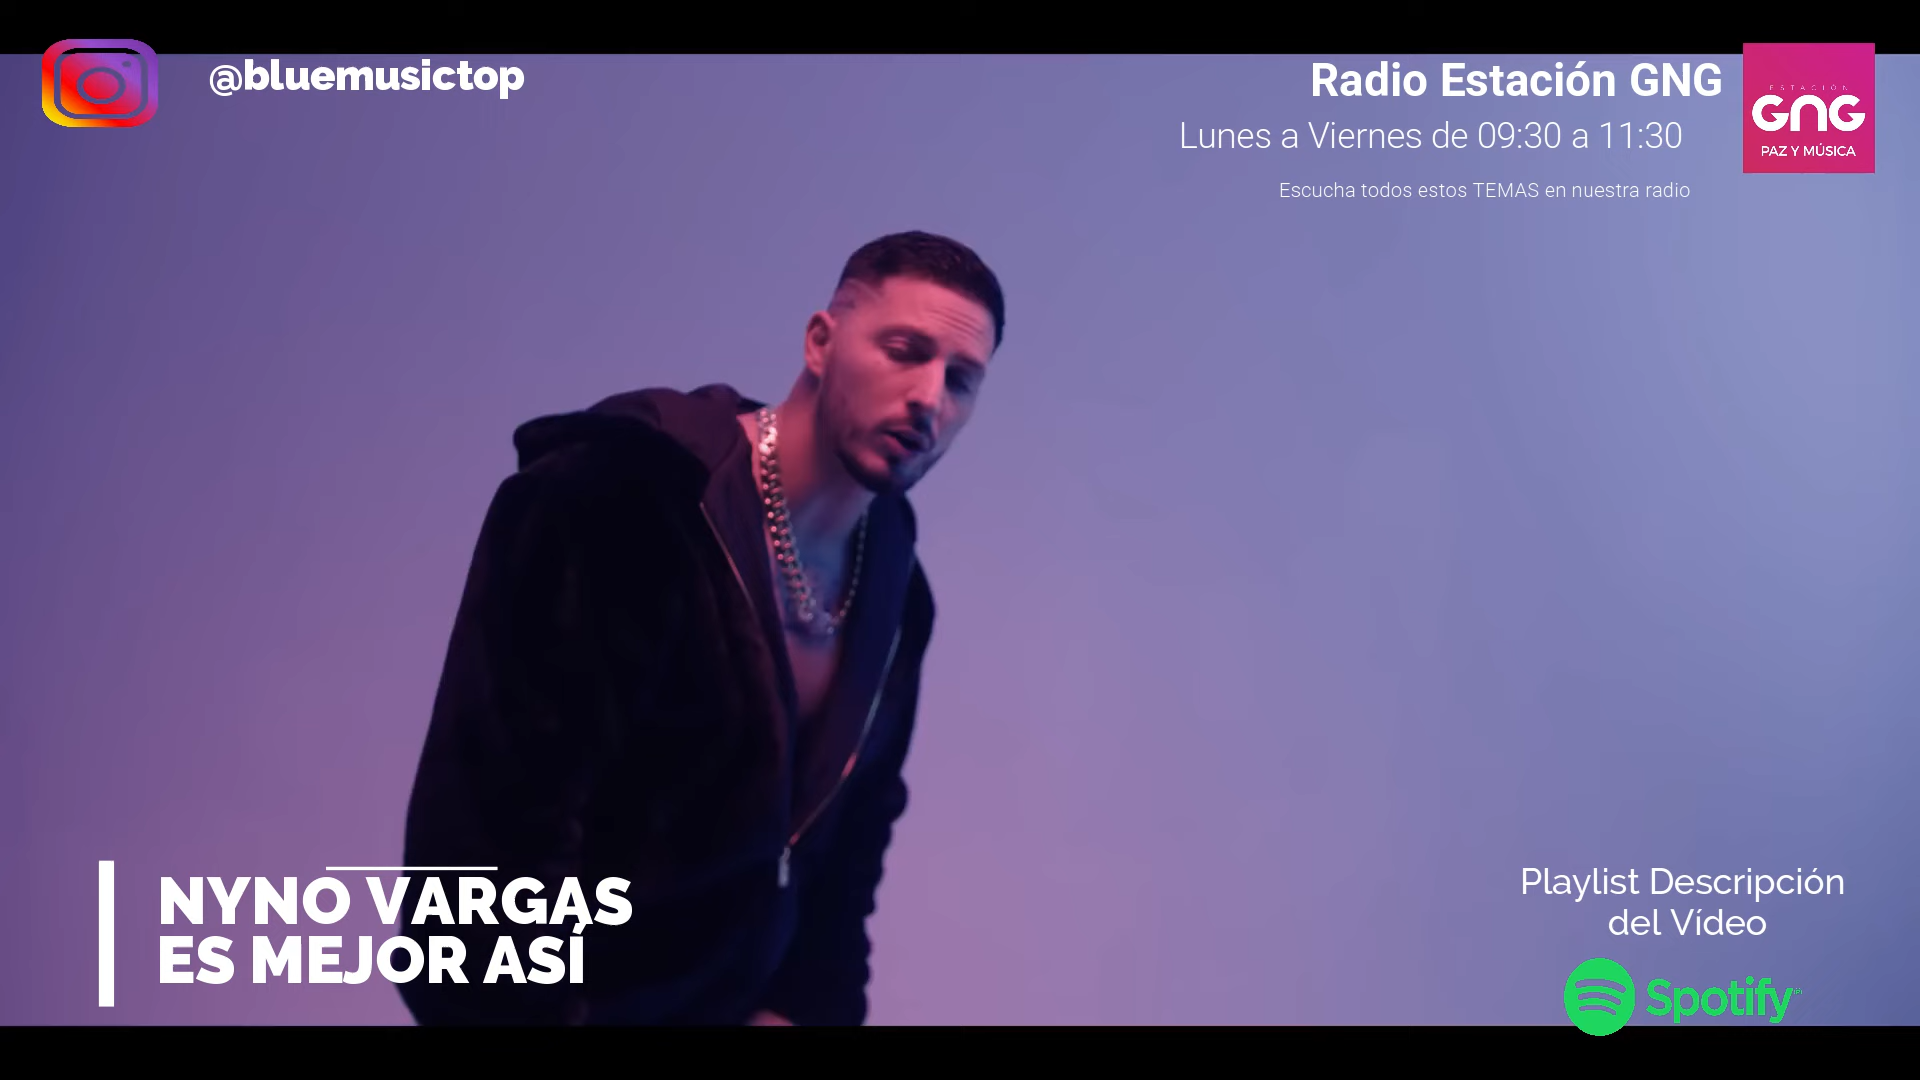 @bluemusictop
Radio Estación GNG
Lunes a Viernes de 09:30 a 11:30
Escucha todos estos TEMAS en nuestra radio
ESTACIÓN
GNG
PAZ Y MÚSICA
NYNO VARGAS
ES MEJOR ASÍ
Playlist Descripción
del Vídeo
Spotify